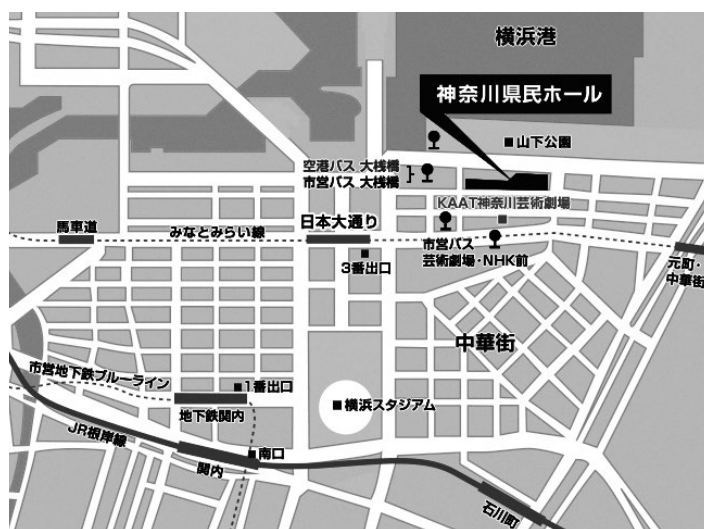 横浜港
神奈川県民ホール
山下公園
空港バス 大桟橋
市営バス 大桟橋
KAAT神奈川芸術劇場
馬車道
みなとみらい線
日本大通り
市営バス
芸術劇場・NHK前
3番出口
元町・
中華街
中華街
市営地下鉄ブルーライン
1番出口
地下鉄関内
横浜スタジアム
JR根岸線
関内
南口
石川町